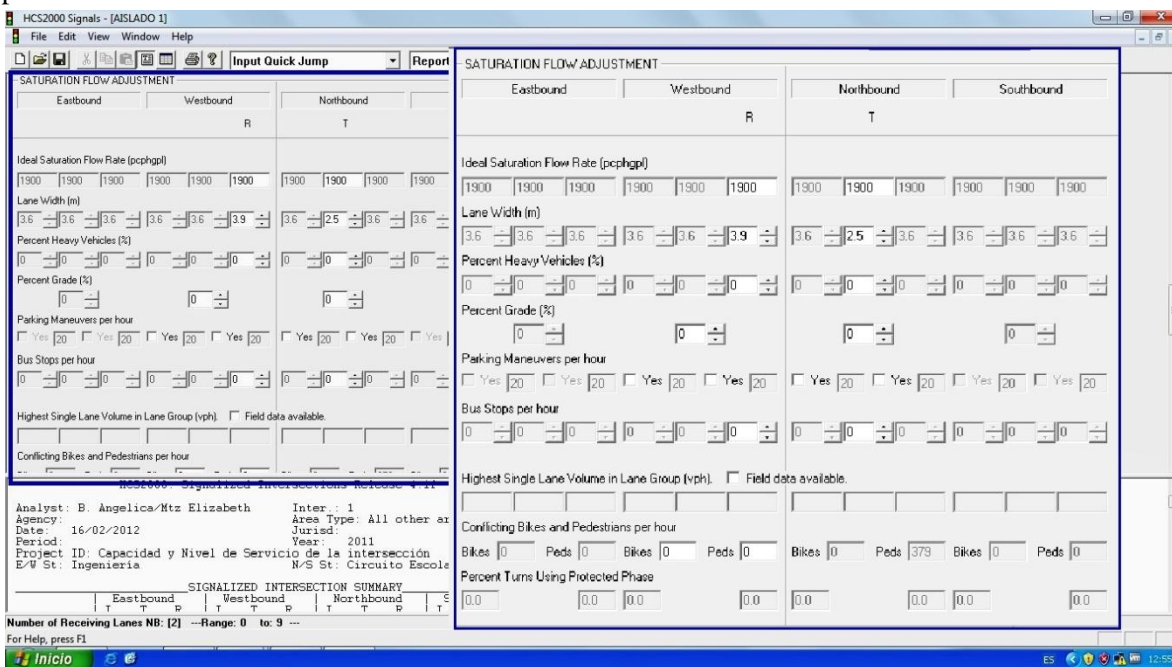 HCS2000 Signals - [AISLADO 1]
File Edit View Window Help
Input Quick Jump Report
SATURATION FLOW ADJUSTMENT
Eastbound Westbound Northbound
R T
Ideal Saturation Flow Rate (pcphgpl)
1900 1900 1900 1900 1900 1900 1900 1900 1900 1900
Lane Width (m)
3.6 3.6 3.6 3.6 3.6 3.9 3.6 2.5 3.6 3.6
Percent Heavy Vehicles (%)
0 0 0 0 0 0 0 0 0 0
Percent Grade (%)
0 0 0
Parking Maneuvers per hour
Yes 20 Yes 20 Yes 20 Yes 20 Yes 20 Yes 20 Yes
Bus Stops per hour
0 0 0 0 0 0 0 0 0 0
Highest Single Lane Volume in Lane Group (vph). Field data available.
Conflicting Bikes and Pedestrians per hour
SATURATION FLOW ADJUSTMENT
Eastbound Westbound Northbound Southbound
R T
Ideal Saturation Flow Rate (pcphgpl)
1900 1900 1900 1900 1900 1900 1900 1900 1900 1900 1900 1900
Lane Width (m)
3.6 3.6 3.6 3.6 3.6 3.9 3.6 2.5 3.6 3.6 3.6 3.6
Percent Heavy Vehicles (%)
0 0 0 0 0 0 0 0 0 0 0 0
Percent Grade (%)
0 0 0 0
Parking Maneuvers per hour
Yes 20 Yes 20 Yes 20 Yes 20 Yes 20 Yes 20 Yes 20 Yes 20
Bus Stops per hour
0 0 0 0 0 0 0 0 0 0 0 0
Highest Single Lane Volume in Lane Group (vph). Field data available.
Conflicting Bikes and Pedestrians per hour
Bikes 0 Peds 0 Bikes 0 Peds 0 Bikes 0 Peds 379 Bikes 0 Peds 0
Percent Turns Using Protected Phase
0.0 0.0 0.0 0.0 0.0 0.0 0.0 0.0
HCS2000: Signalized Intersections Release 4.1f
Analyst: B. Angelica/Mtz Elizabeth Inter.: 1
Agency: Area Type: All other ar
Date: 16/02/2012 Jurisd:
Period: Year: 2011
Project ID: Capacidad y Nivel de Servicio de la intersección
E/W St: Ingeniería N/S St: Circuito Escola
SIGNALIZED INTERSECTION SUMMARY
Eastbound Westbound Northbound S
L T R L T R L T R L
Number of Receiving Lanes NB: [2] ---Range: 0 to: 9 ---
For Help, press F1
Inicio ES 12:55